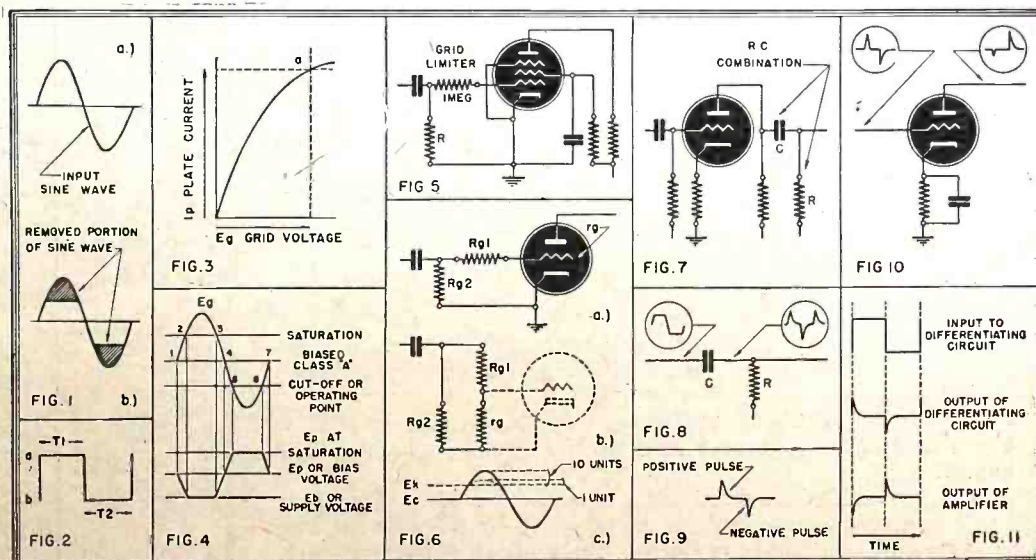 a.)
INPUT
SINE WAVE
REMOVED PORTION
OF SINE WAVE
FIG. 1
b.)
T1
a
b
T2
FIG. 2
Ip PLATE CURRENT
a
Eg GRID VOLTAGE
FIG. 3
Eg
2
3
SATURATION
1
4
7
BIASED
CLASS "A"
CUT-OFF OR
OPERATING
POINT
Ep AT
SATURATION
Ep OR BIAS
VOLTAGE
Eb OR
SUPPLY VOLTAGE
FIG. 4
GRID
LIMITER
1MEG
R
FIG 5
Rg1
rg
Rg2
a.)
Rg1
Rg2
rg
b.)
10 UNITS
Ek
Ec
1 UNIT
FIG. 6
c.)
R C
COMBINATION
C
R
FIG. 7
C
R
FIG. 8
POSITIVE PULSE
NEGATIVE PULSE
FIG. 9
FIG 10
INPUT TO
DIFFERENTIATING
CIRCUIT
OUTPUT OF
DIFFERENTIATING
CIRCUIT
OUTPUT OF
AMPLIFIER
TIME
FIG. 11